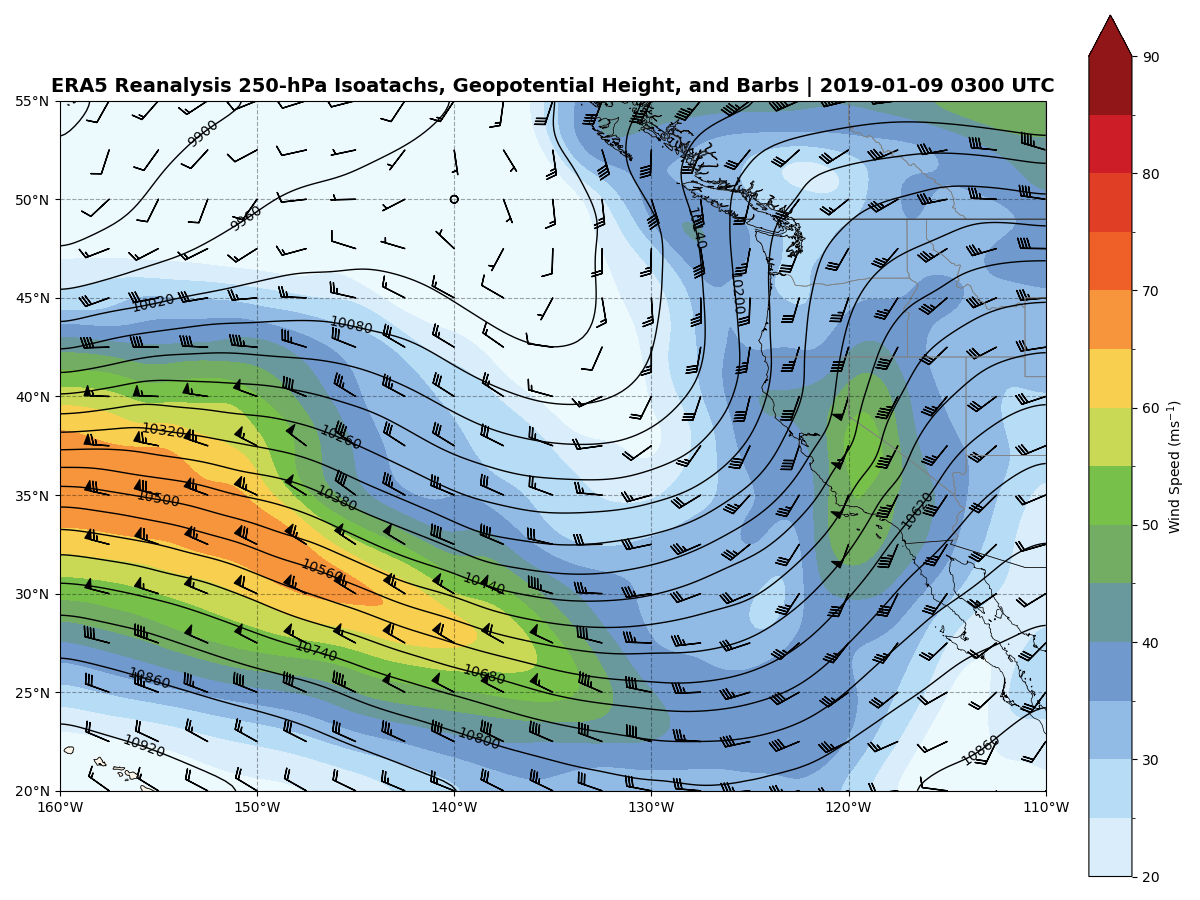 ERA5 Reanalysis 250-hPa Isoatachs, Geopotential Height, and Barbs | 2019-01-09 0300 UTC
55°N
50°N
45°N
40°N
35°N
30°N
25°N
20°N
160°W
150°W
140°W
130°W
120°W
110°W
9900
9960
10020
10080
10140
10200
10320
10260
10500
10380
10620
10560
10440
10740
10680
10860
10800
10920
10860
90
80
70
60
50
40
30
20
Wind Speed (ms⁻¹)